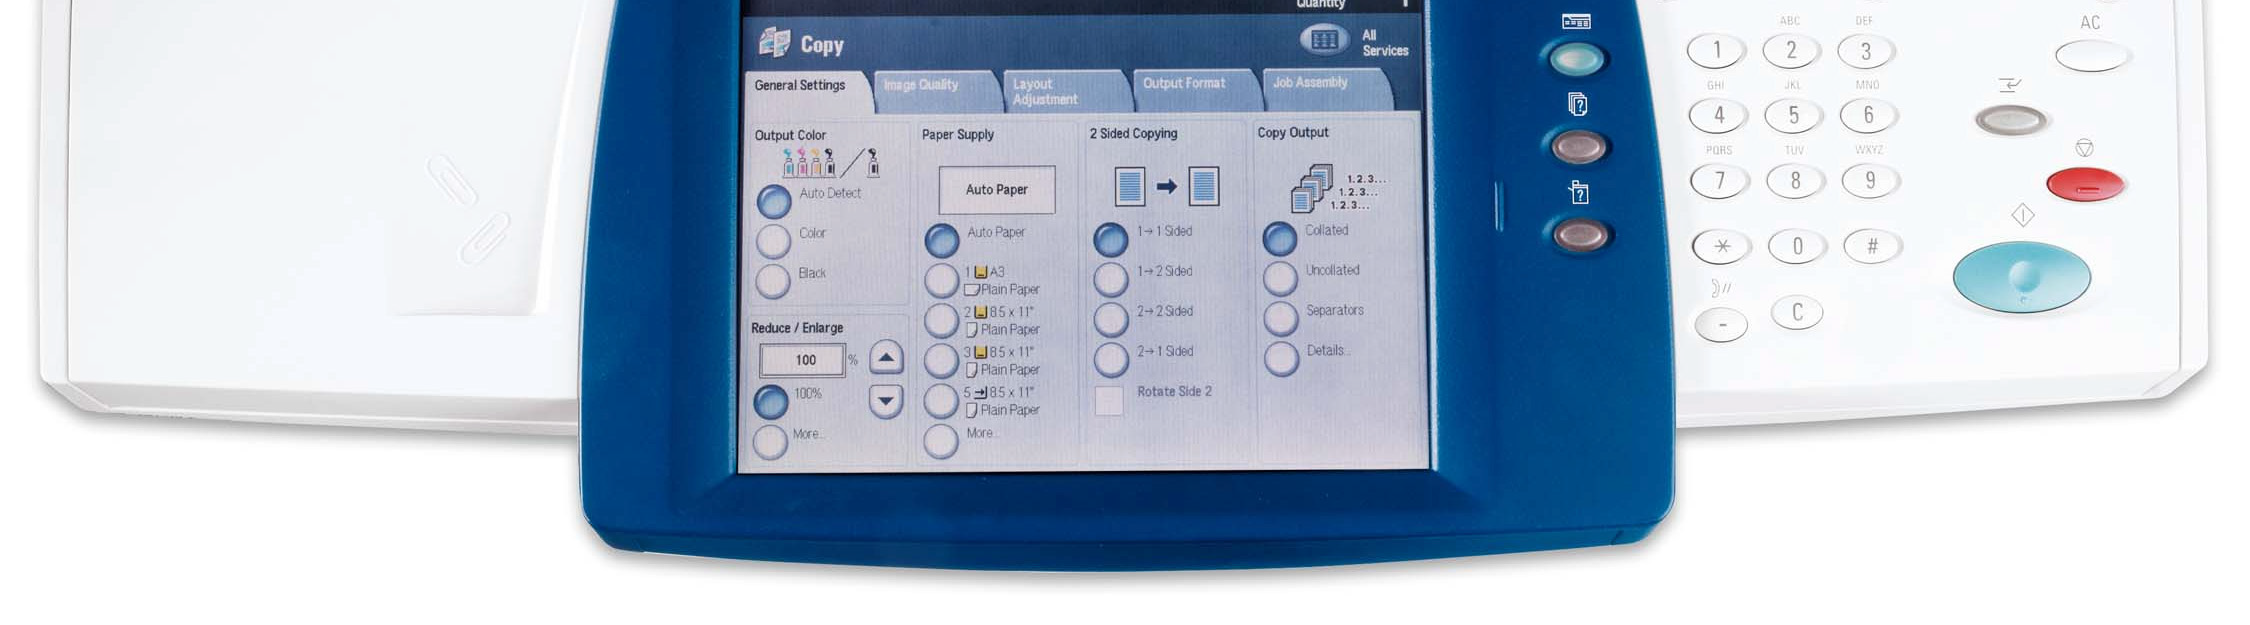 Quantity
1
Copy
All
Services
General Settings
Image Quality
Layout
Adjustment
Output Format
Job Assembly
Output Color
Auto Detect
Color
Black
Reduce / Enlarge
100
%
100%
More...
Paper Supply
Auto Paper
Auto Paper
1 A3
Plain Paper
2 8.5 x 11"
Plain Paper
3 8.5 x 11"
Plain Paper
5 8.5 x 11"
Plain Paper
More...
2 Sided Copying
1→1 Sided
1→2 Sided
2→2 Sided
2→1 Sided
Rotate Side 2
Copy Output
1.2.3...
1.2.3...
1.2.3...
Collated
Uncollated
Separators
Details...
?
?
ABC
DEF
1
2
3
GHI
JKL
MNO
4
5
6
PQRS
TUV
WXYZ
7
8
9
*
0
#
-
C
AC